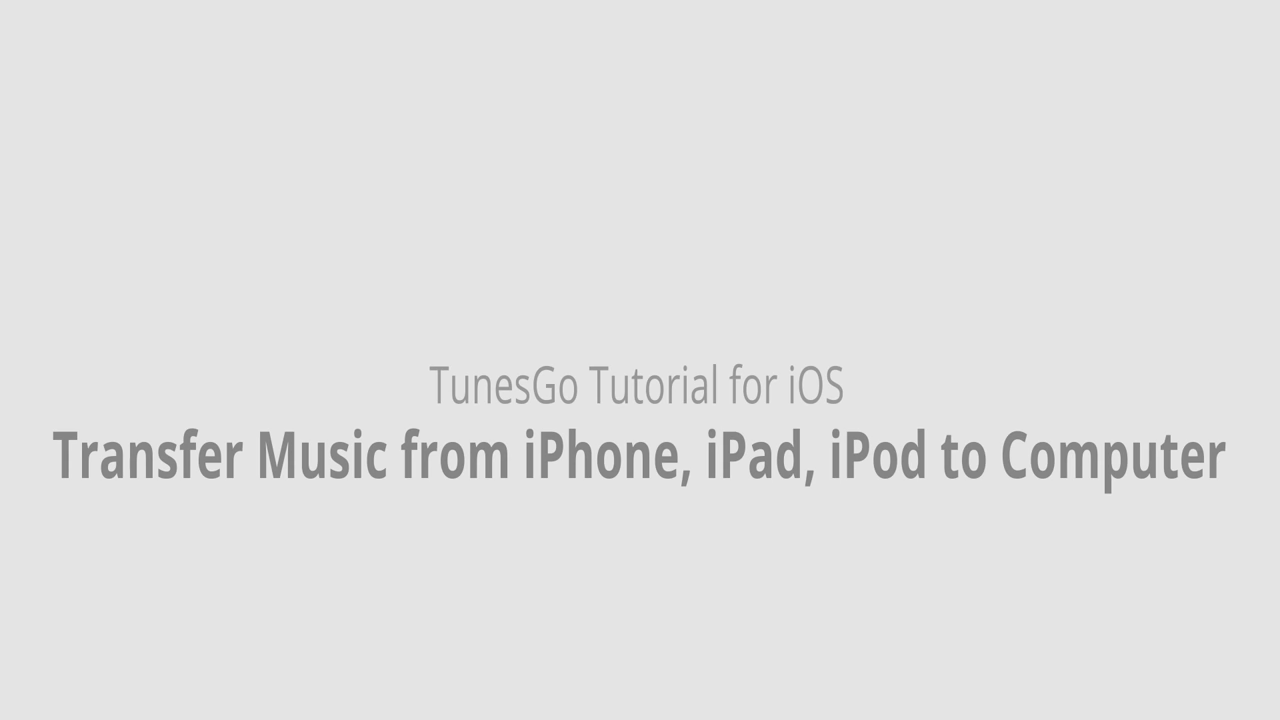 TunesGo Tutorial for iOS
Transfer Music from iPhone, iPad, iPod to Computer